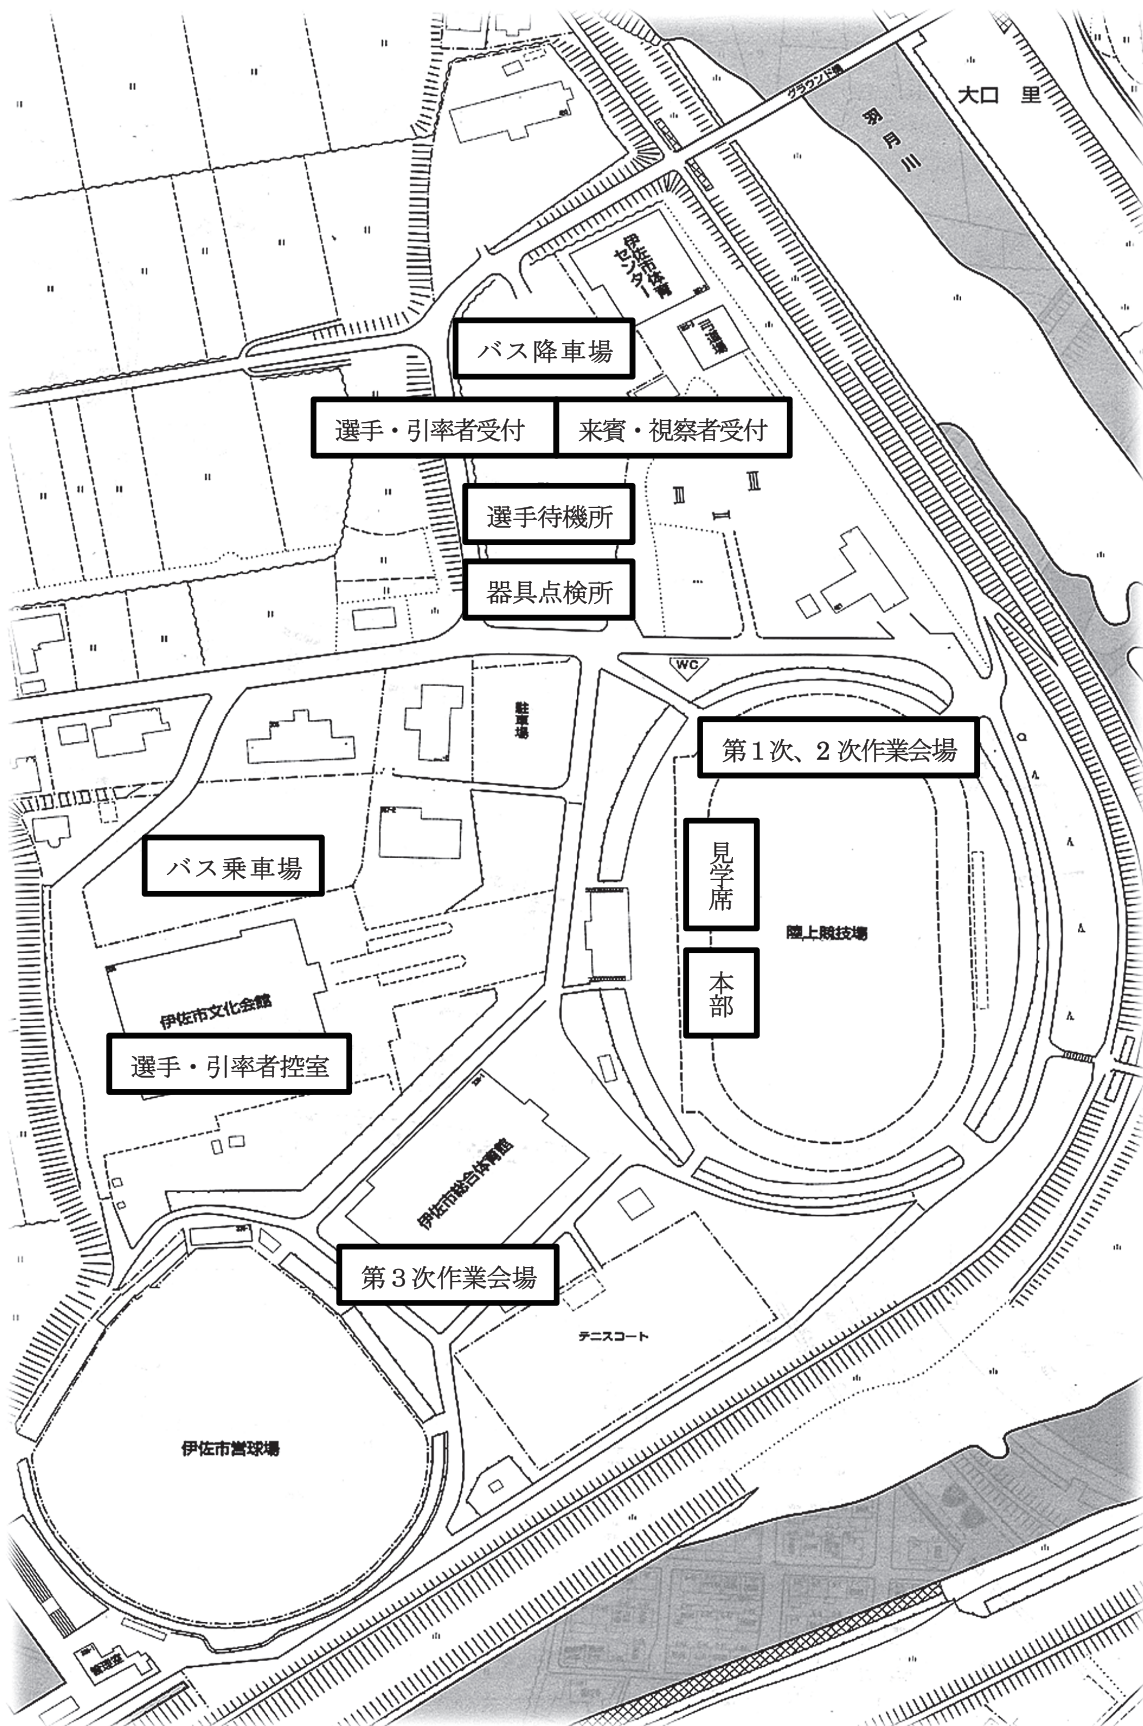 グラウンド橋
大口 里
羽月川
伊佐市体育
センター
弓道場
バス降車場
選手・引率者受付
来賓・視察者受付
選手待機所
器具点検所
WC
駐車場
第1次、2次作業会場
見学席
バス乗車場
陸上競技場
本部
伊佐市文化会館
選手・引率者控室
伊佐市総合体育館
第3次作業会場
テニスコート
伊佐市営球場
管理室